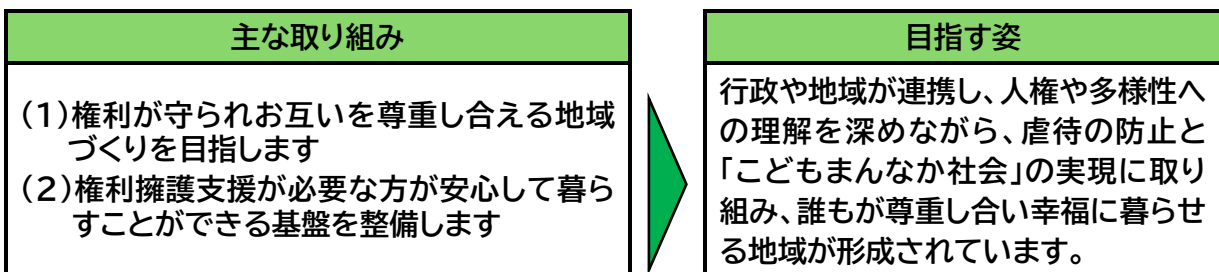 主な取り組み
(1)権利が守られお互いを尊重し合える地域
づくりを目指します
(2)権利擁護支援が必要な方が安心して暮ら
すことができる基盤を整備します
目指す姿
行政や地域が連携し、人権や多様性へ
の理解を深めながら、虐待の防止と
「こどもまんなか社会」の実現に取り
組み、誰もが尊重し合い幸福に暮らせ
る地域が形成されています。